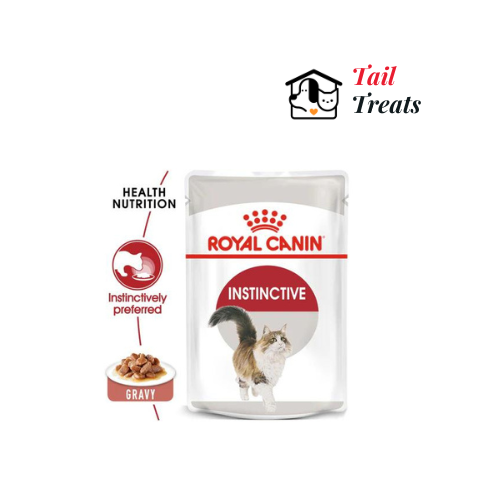 Tail
Treats
HEALTH
NUTRITION
Instinctively
preferred
GRAVY
ROYAL CANIN
INSTINCTIVE